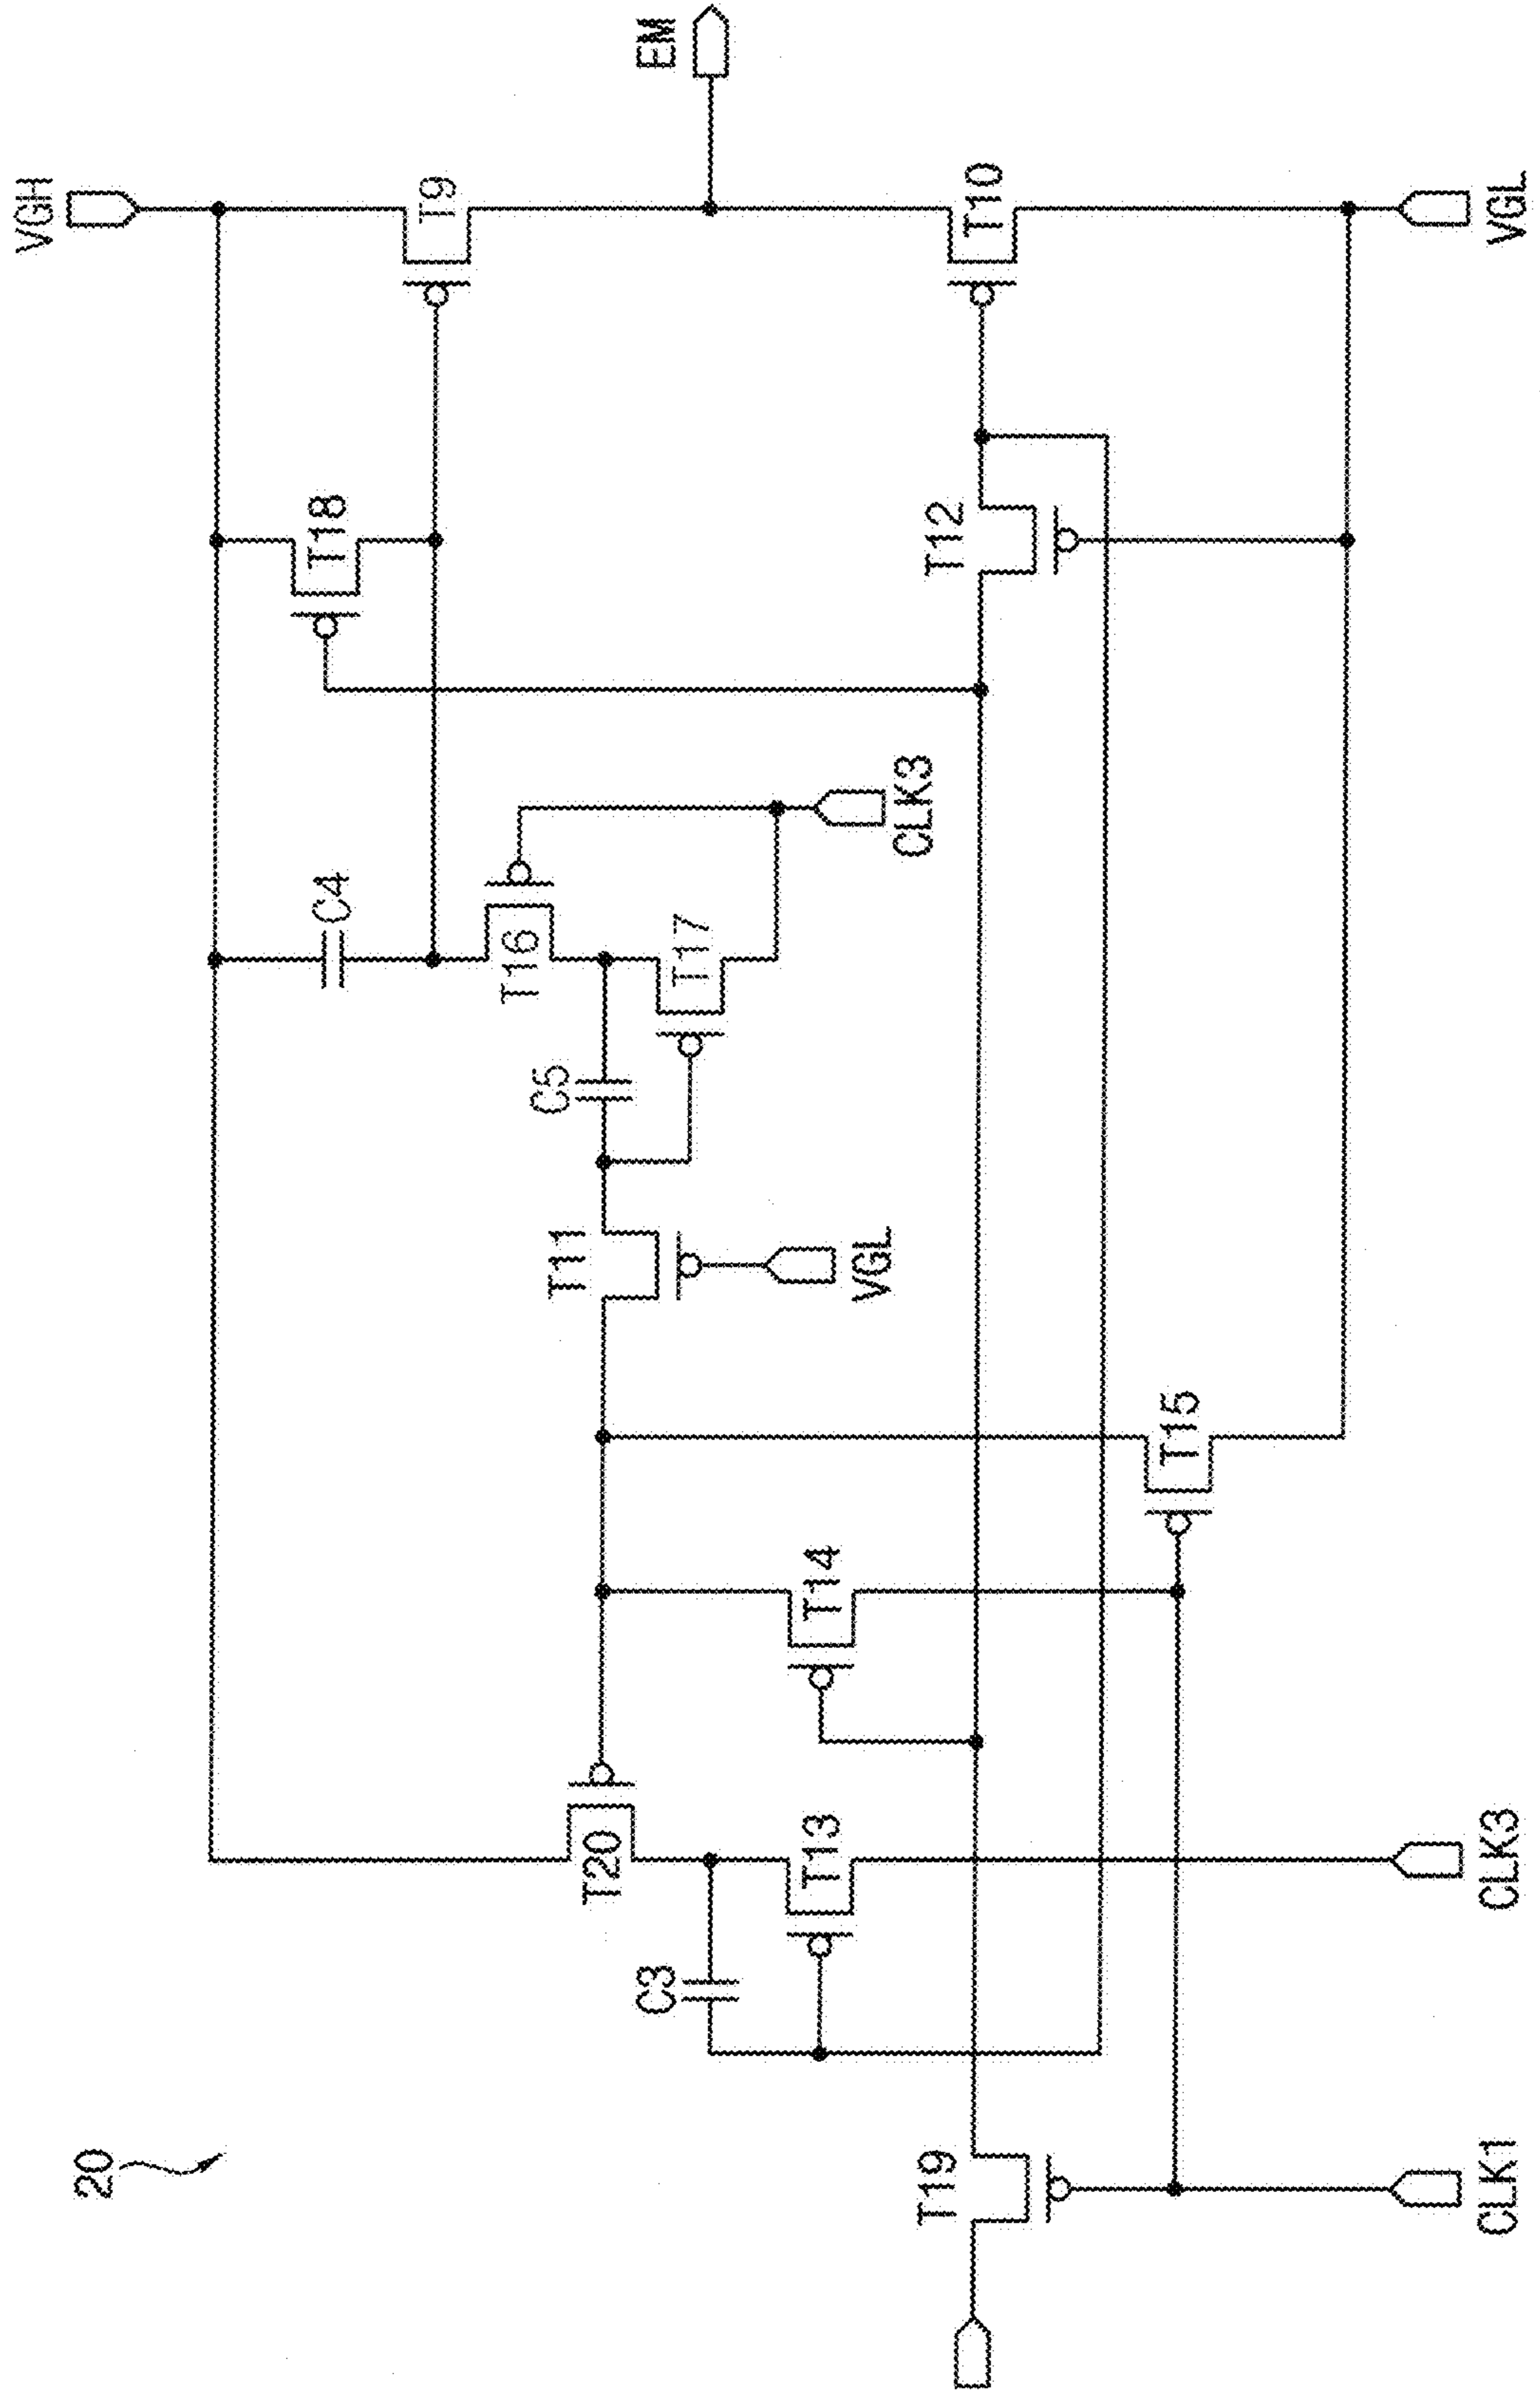 20
VGH
T9
EM
T18
C4
T16
T17
C5
CLK3
T11
VGL
T10
T12
VGL
T15
T14
T20
T13
C3
CLK3
T19
CLK1